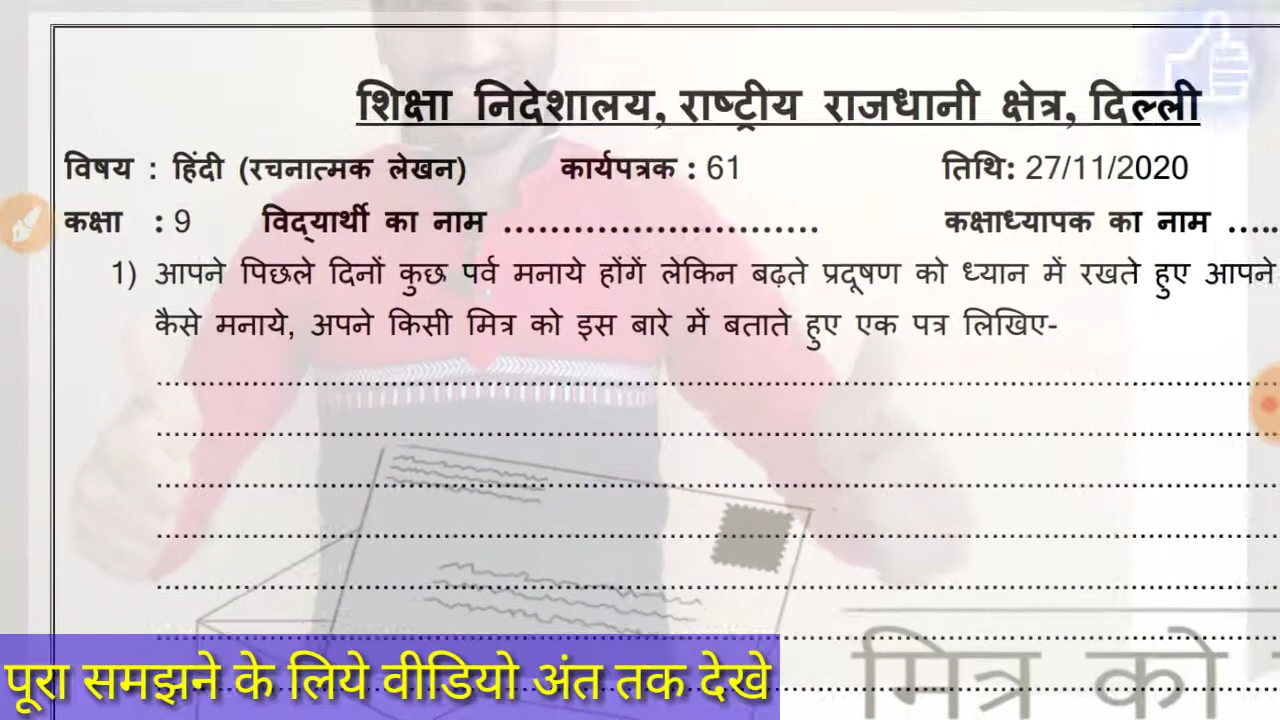 शिक्षा निदेशालय, राष्ट्रीय राजधानी क्षेत्र, दिल्ली
विषय : हिंदी (रचनात्मक लेखन) कार्यपत्रक : 61 तिथि: 27/11/2020
कक्षा : 9 विद्यार्थी का नाम ........................... कक्षाध्यापक का नाम .....
1) आपने पिछले दिनों कुछ पर्व मनाये होंगें लेकिन बढ़ते प्रदूषण को ध्यान में रखते हुए आपने
कैसे मनाये, अपने किसी मित्र को इस बारे में बताते हुए एक पत्र लिखिए-
मित्र को
पूरा समझने के लिये वीडियो अंत तक देखे